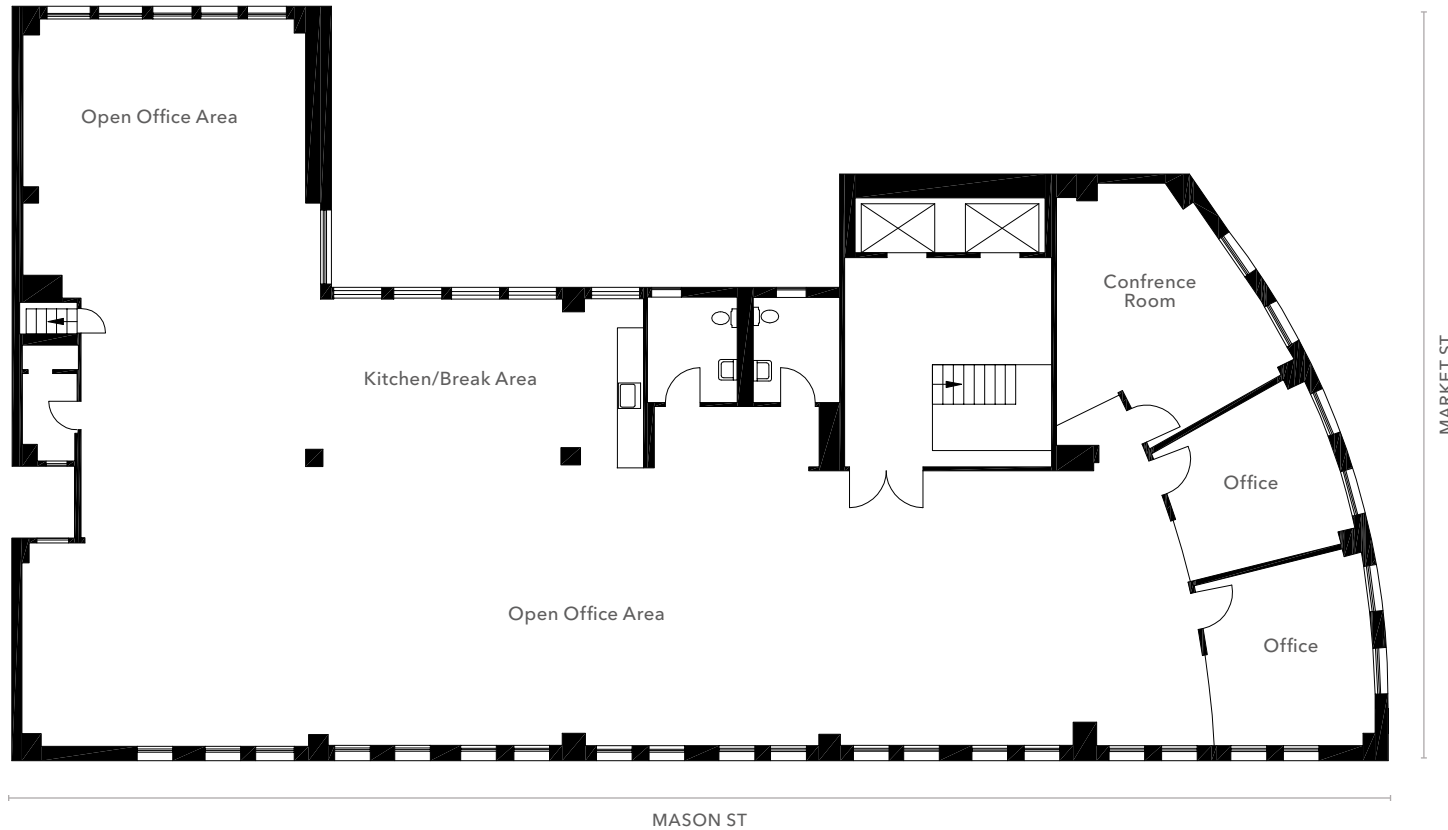 Open Office Area
Confrence
Room
Kitchen/Break Area
Office
Open Office Area
Office
MARKET ST
MASON ST